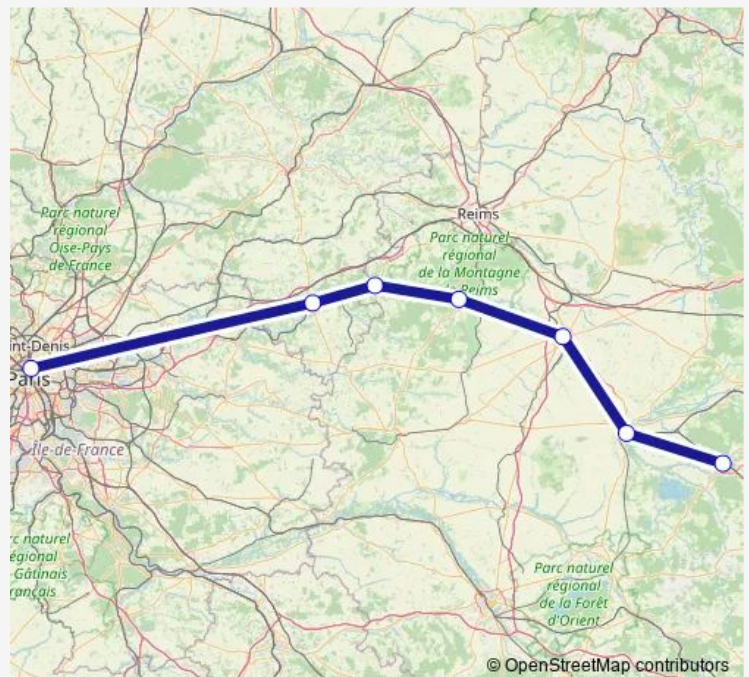 Parc naturel
régional
Oise-Pays
de France
Reims
Parc naturel
régional
de la Montagne
de Reims
int-Denis
Paris
Île-de-France
rc naturel
égional
Gâtinais
rançais
Parc naturel
régional
de la Forêt
d'Orient
© OpenStreetMap contributors